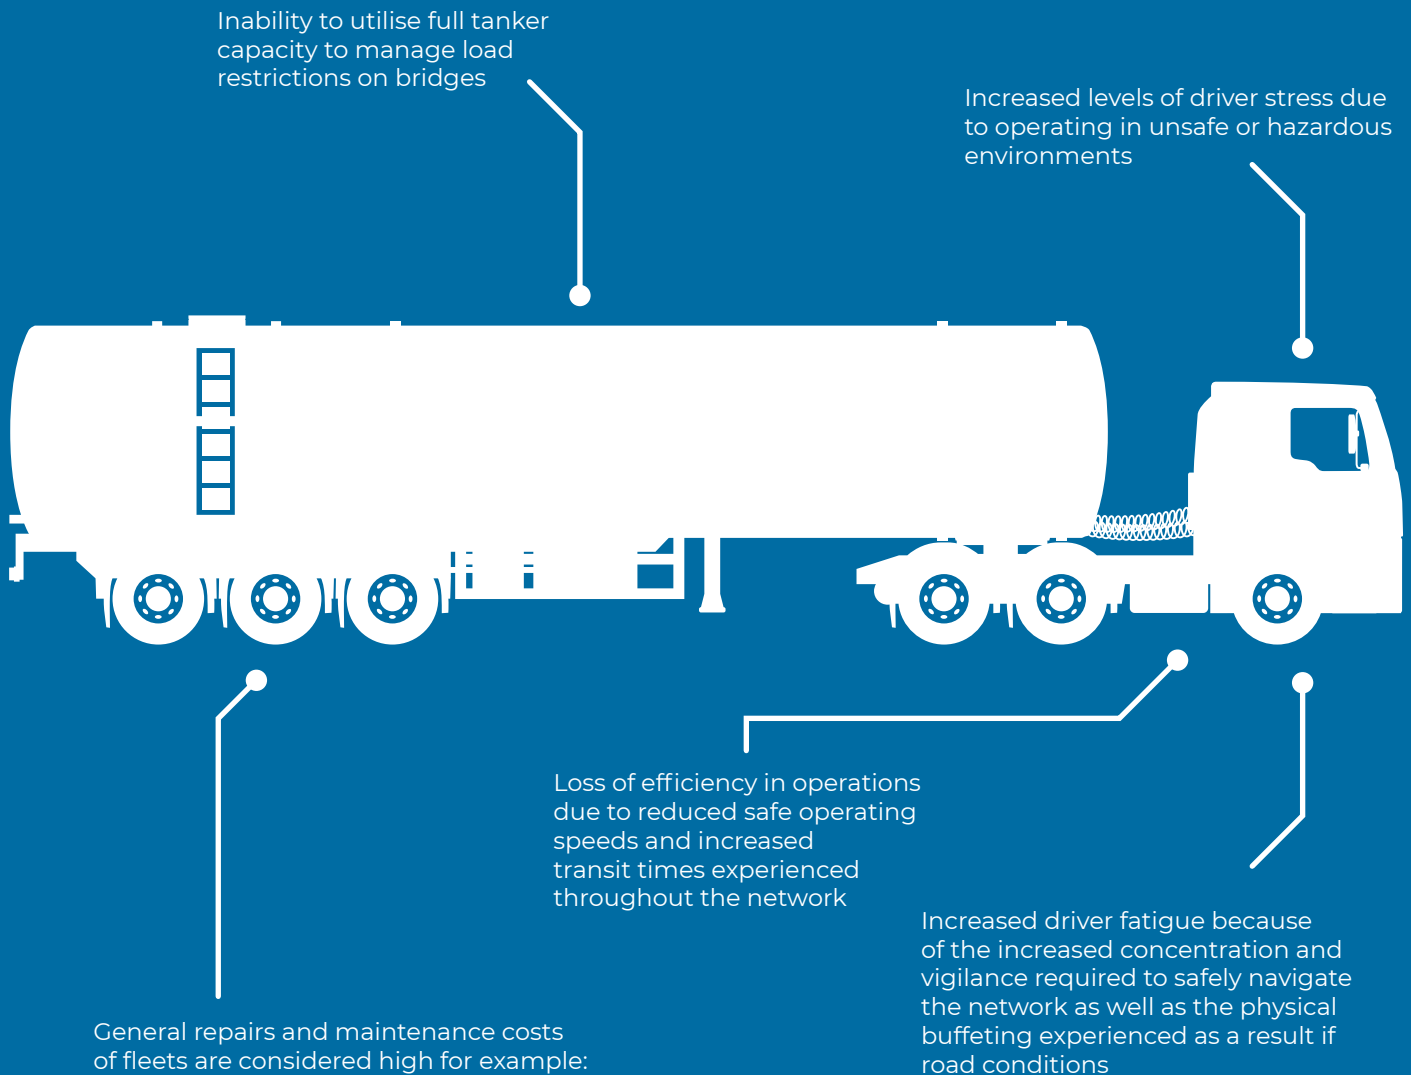 Inability to utilise full tanker
capacity to manage load
restrictions on bridges
Increased levels of driver stress due
to operating in unsafe or hazardous
environments
Loss of efficiency in operations
due to reduced safe operating
speeds and increased
transit times experienced
throughout the network
Increased driver fatigue because
of the increased concentration and
vigilance required to safely navigate
the network as well as the physical
buffeting experienced as a result if
road conditions
General repairs and maintenance costs
of fleets are considered high for example: